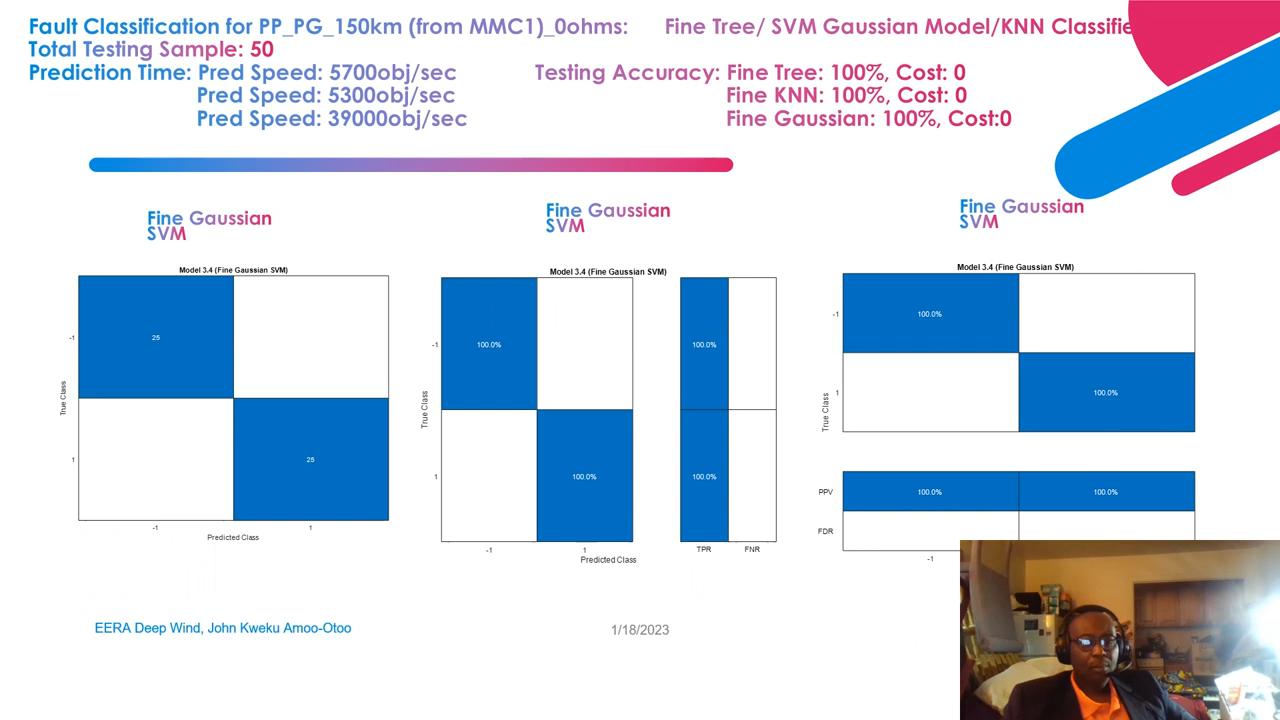 Fault Classification for PP_PG_150km (from MMC1)_0ohms: Fine Tree/ SVM Gaussian Model/KNN Classifie
Total Testing Sample: 50
Prediction Time: Pred Speed: 5700obj/sec Testing Accuracy: Fine Tree: 100%, Cost: 0
Pred Speed: 5300obj/sec Fine KNN: 100%, Cost: 0
Pred Speed: 39000obj/sec Fine Gaussian: 100%, Cost:0
Fine Gaussian
SVM
Model 3.4 (Fine Gaussian SVM)
-1
25
True Class
1
25
-1
1
Predicted Class
Fine Gaussian
SVM
Model 3.4 (Fine Gaussian SVM)
-1
100.0%
100.0%
True Class
1
100.0%
100.0%
-1
1
TPR
FNR
Predicted Class
Fine Gaussian
SVM
Model 3.4 (Fine Gaussian SVM)
-1
100.0%
True Class
1
100.0%
PPV
100.0%
100.0%
FDR
-1
EERA Deep Wind, John Kweku Amoo-Otoo
1/18/2023